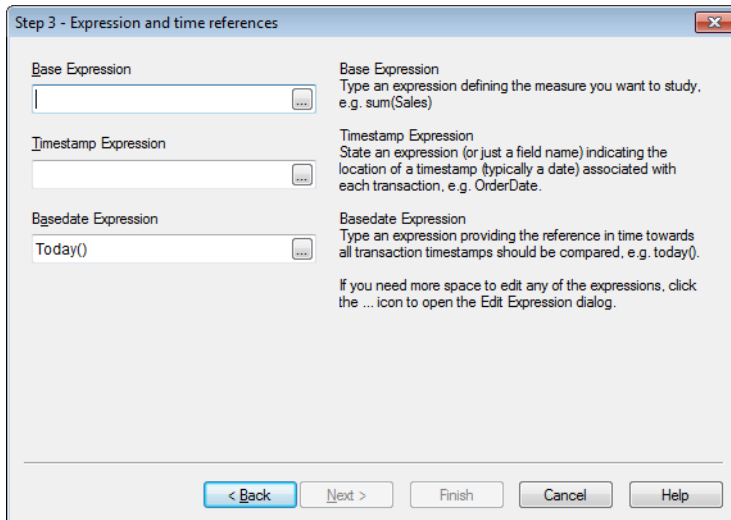 Step 3 - Expression and time references
Base Expression
...
Timestamp Expression
...
Basedate Expression
Today()
...
Base Expression
Type an expression defining the measure you want to study,
e.g. sum(Sales)
Timestamp Expression
State an expression (or just a field name) indicating the
location of a timestamp (typically a date) associated with
each transaction, e.g. OrderDate.
Basedate Expression
Type an expression providing the reference in time towards
all transaction timestamps should be compared, e.g. today().
If you need more space to edit any of the expressions, click
the ... icon to open the Edit Expression dialog.
< Back
Next >
Finish
Cancel
Help